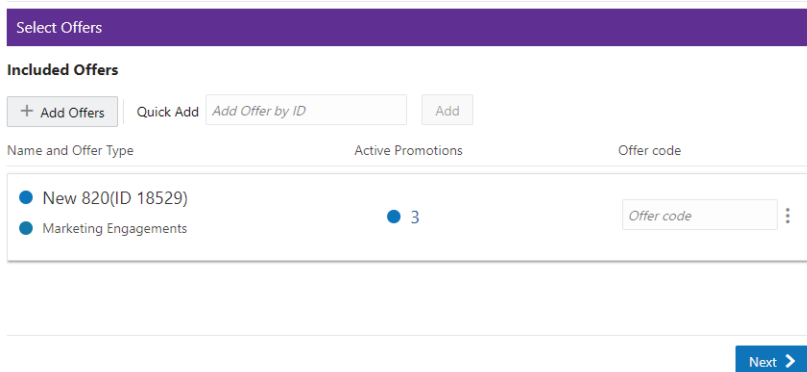 Select Offers
Included Offers
+ Add Offers Quick Add Add Offer by ID Add
Name and Offer Type Active Promotions Offer code
New 820(ID 18529)
Marketing Engagements 3 Offer code
Next